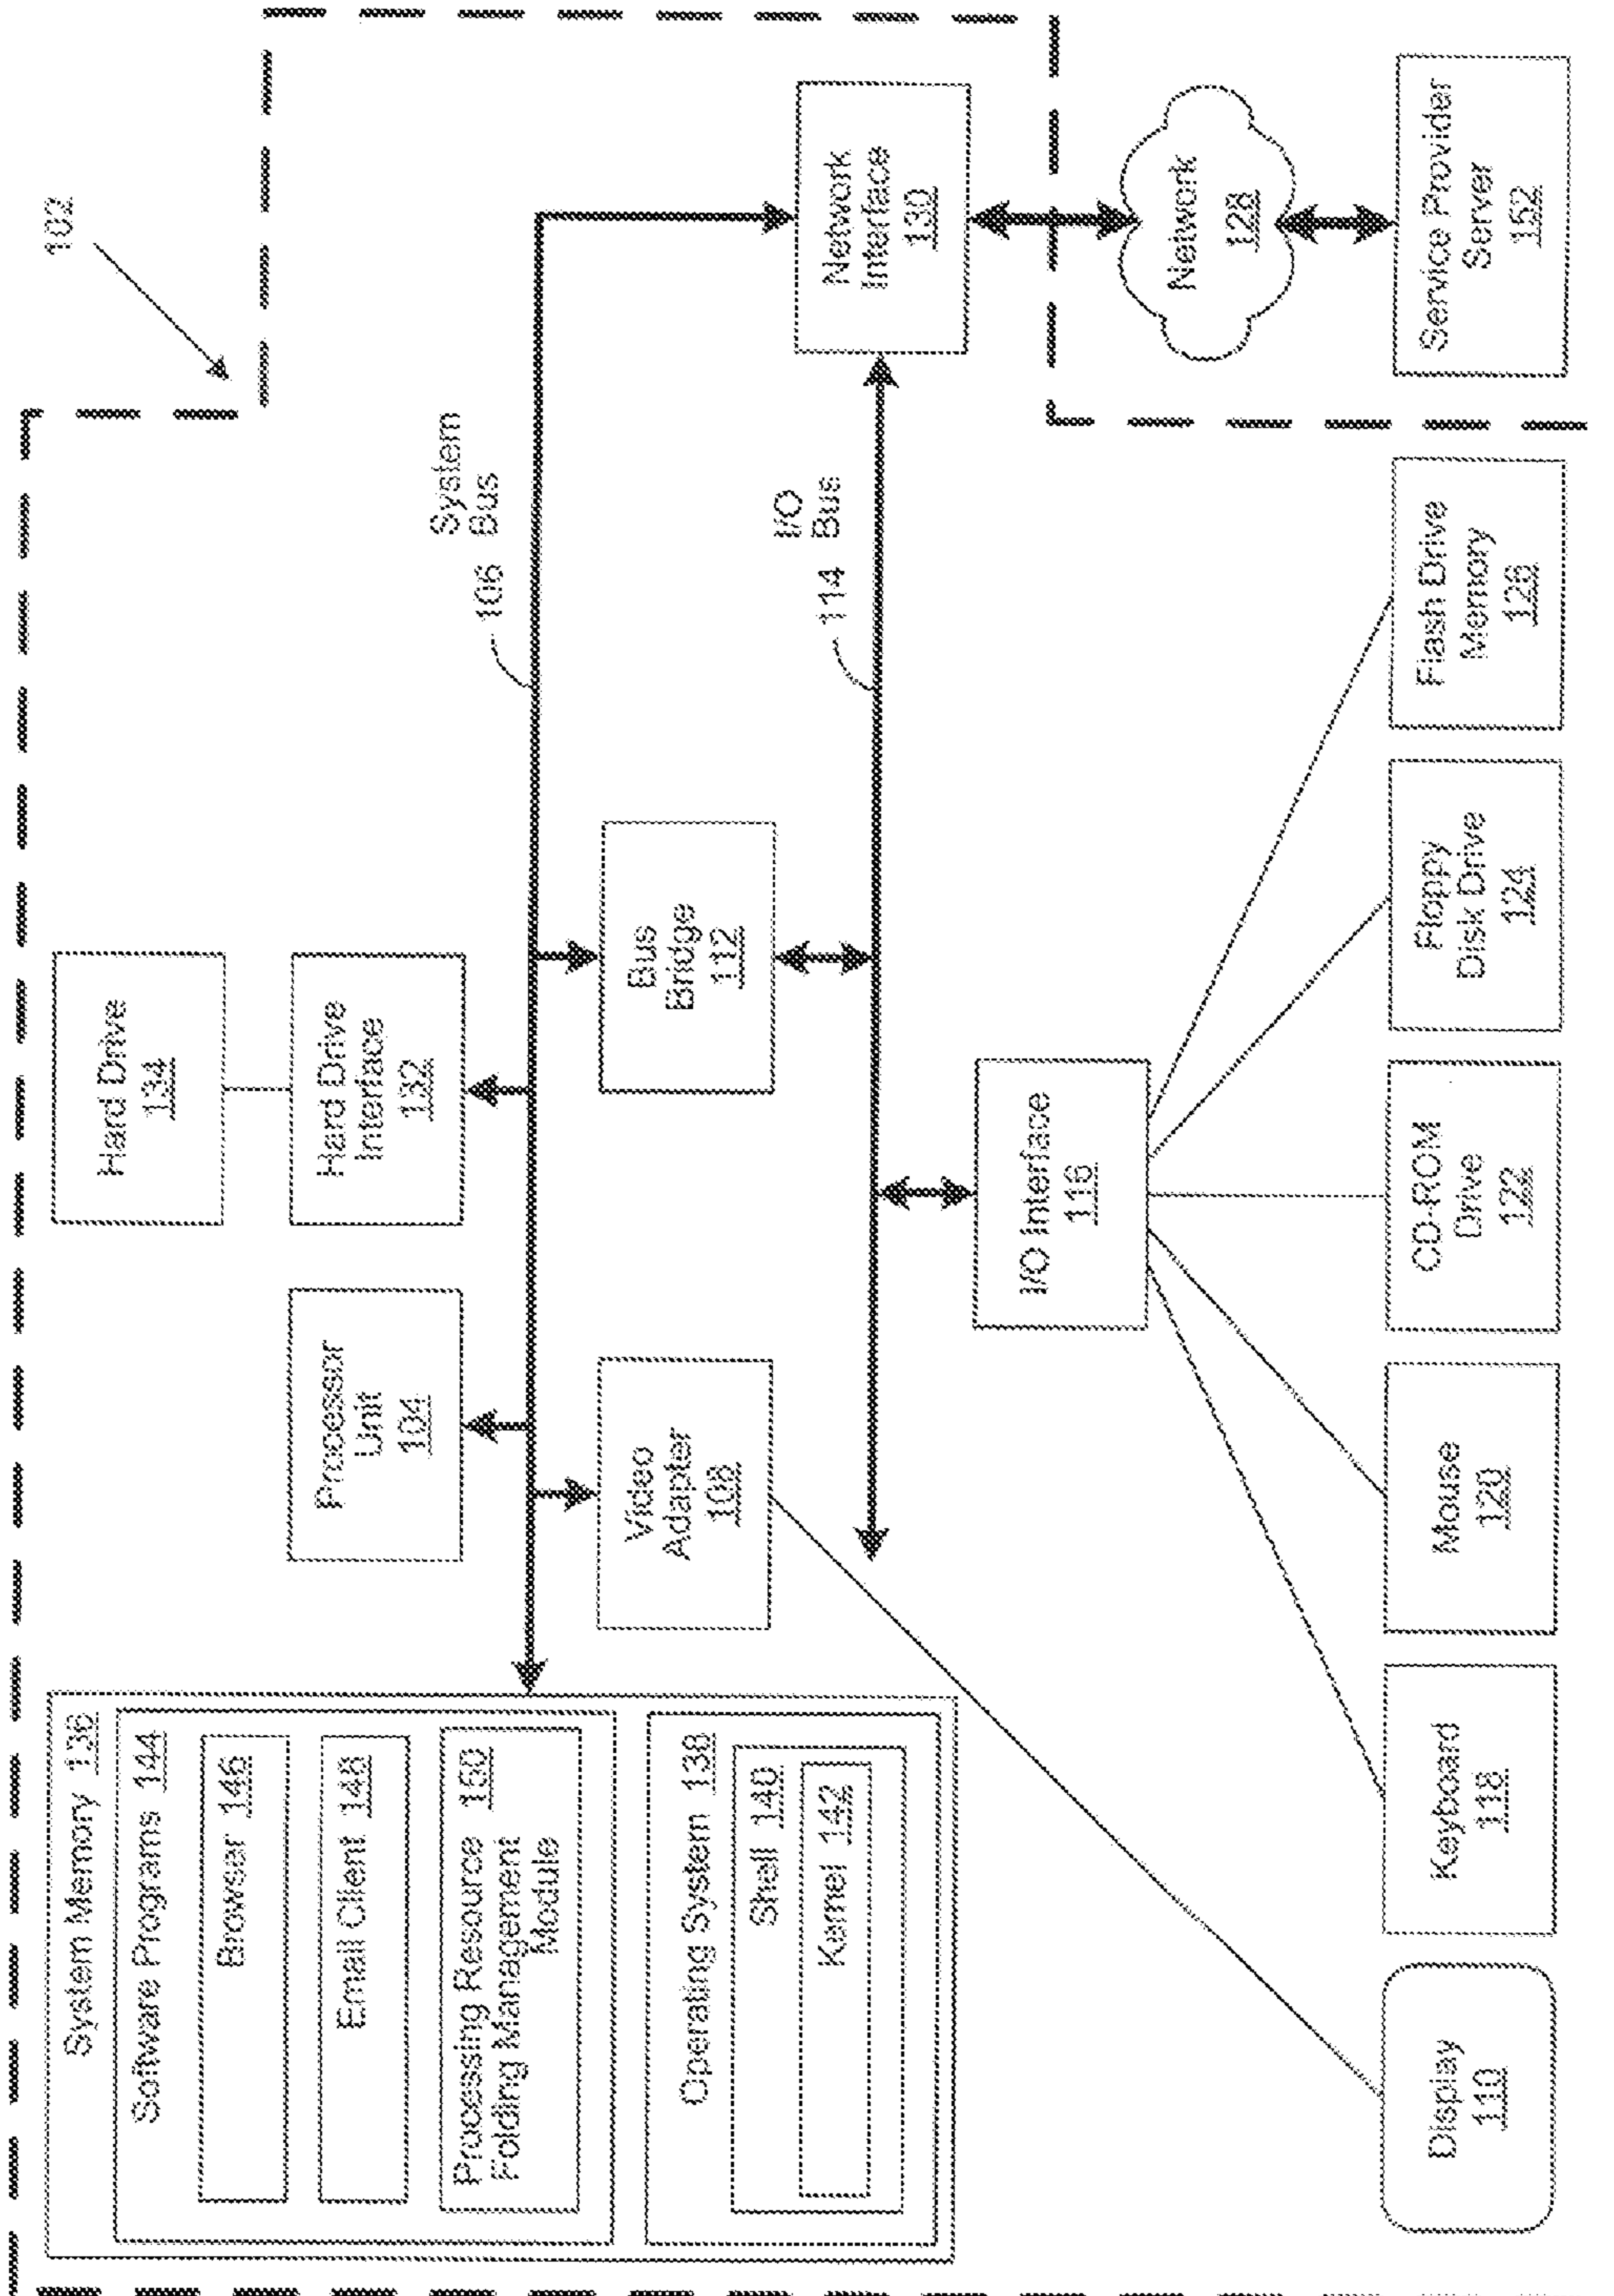 102
System Memory 136
Software Programs 144
Browser 146
Email Client 148
Processing Resource 150
Folding Management
Module
Operating System 138
Shell 140
Kernel 142
Processor
Unit
104
Hard Drive
134
Hard Drive
Interface
132
System
106 Bus
Video
Adapter
108
Bus
Bridge
112
I/O
114 Bus
Network
Interface
130
I/O Interface
116
Network
128
Display
110
Keyboard
118
Mouse
120
CD-ROM
Drive
122
Floppy
Disk Drive
124
Flash Drive
Memory
126
Service Provider
Server
152